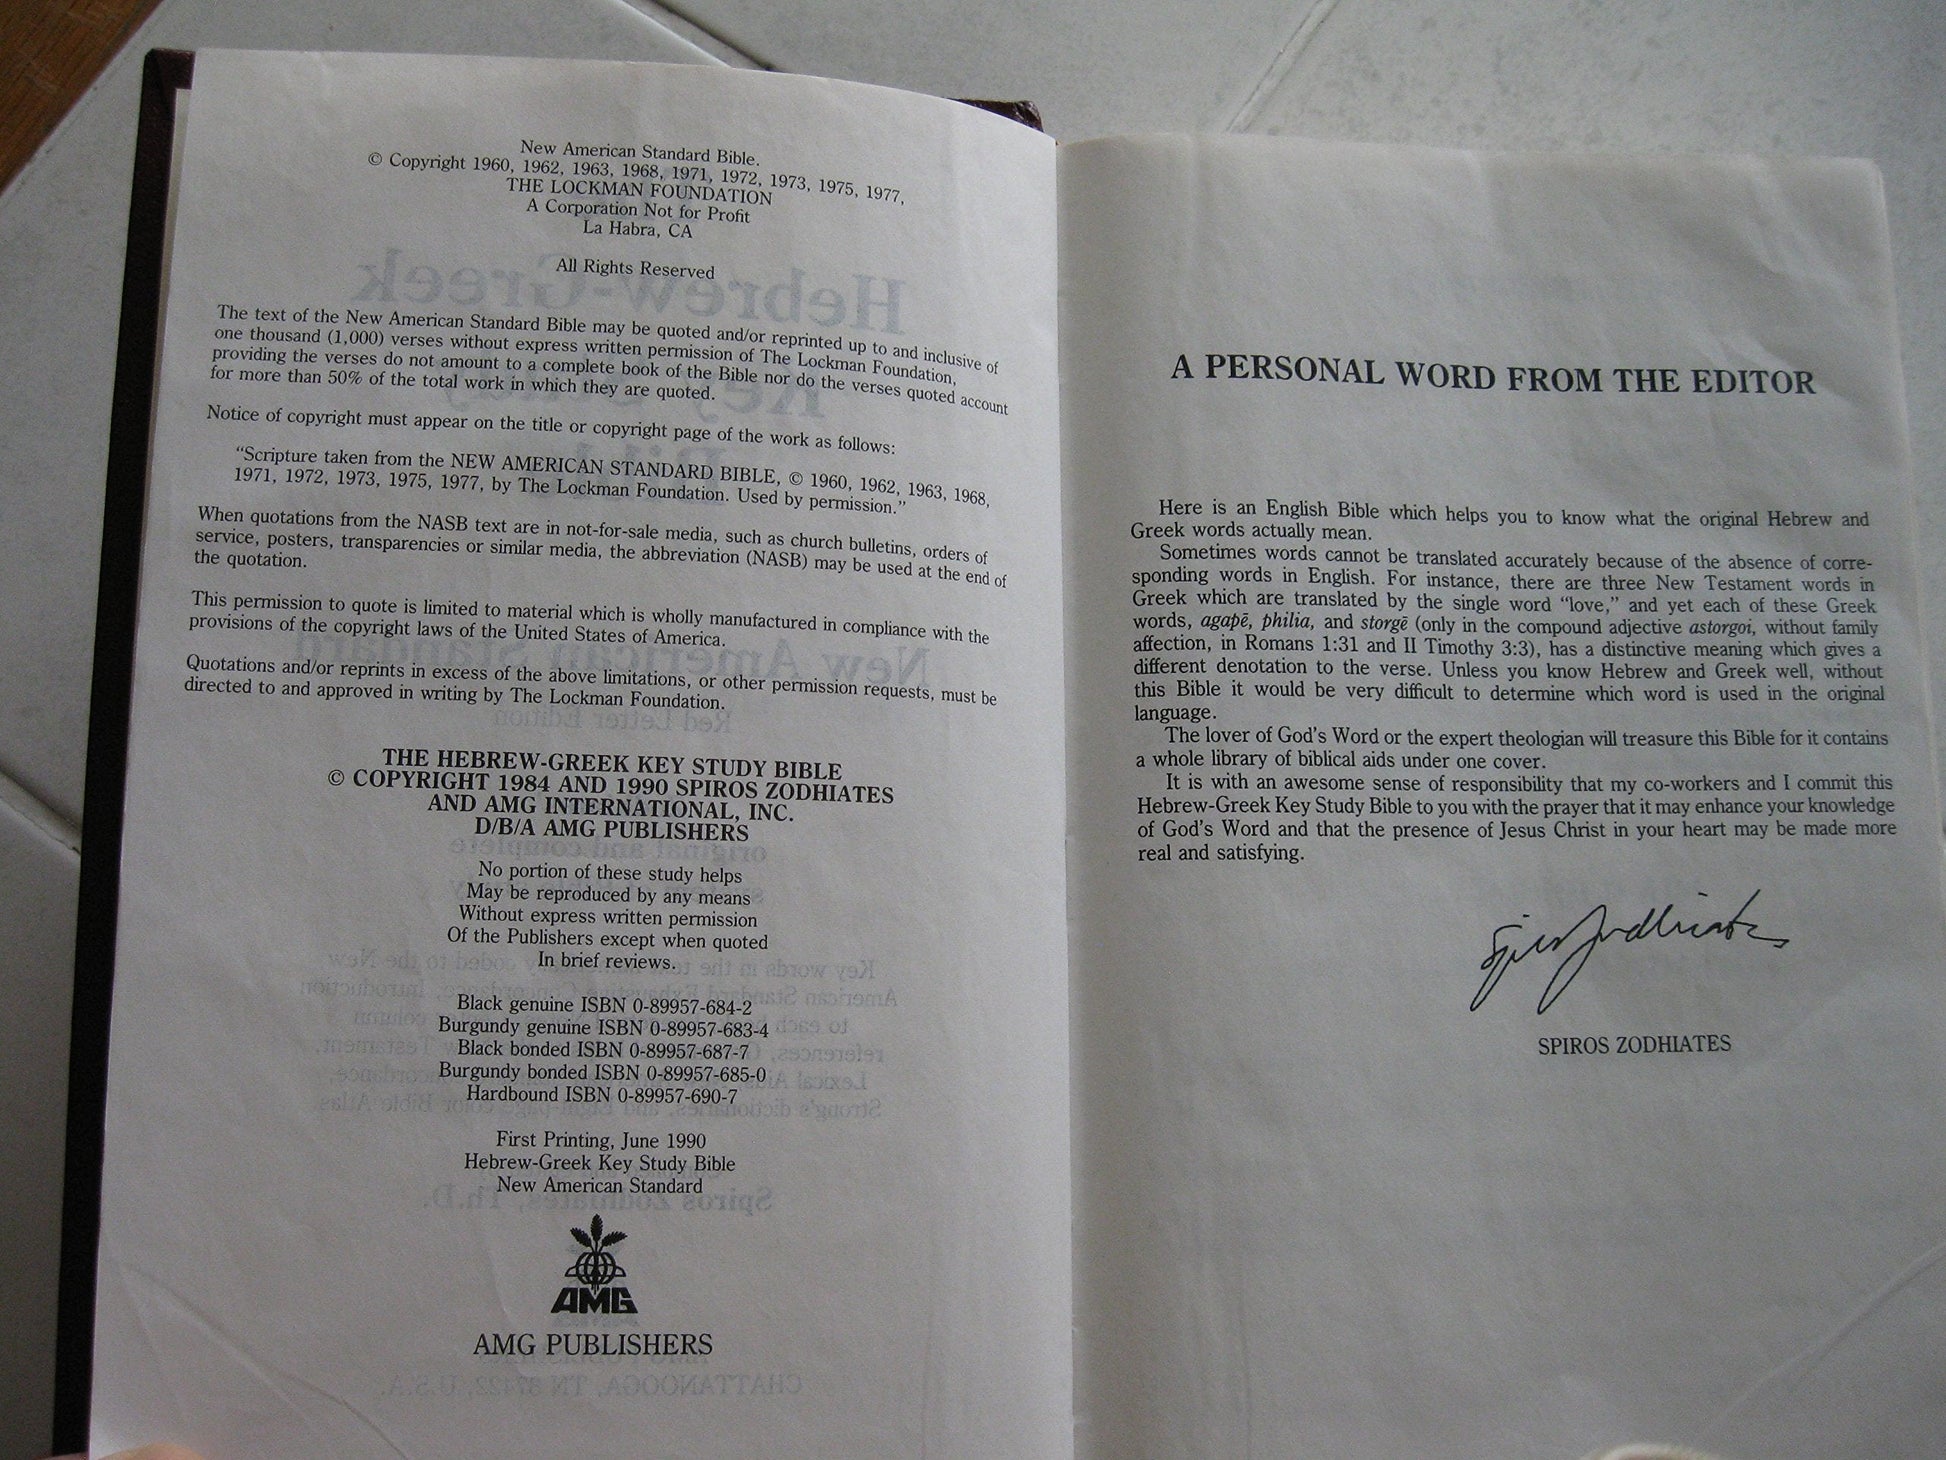 New American Standard Bible.
© Copyright 1960, 1962, 1963, 1968, 1971, 1972, 1973, 1975, 1977,
THE LOCKMAN FOUNDATION
A Corporation Not for Profit
La Habra, CA
All Rights Reserved
The text of the New American Standard Bible may be quoted and/or reprinted up to and inclusive of
one thousand (1,000) verses without express written permission of The Lockman Foundation,
providing the verses do not amount to a complete book of the Bible nor do the verses quoted account
for more than 50% of the total work in which they are quoted.
Notice of copyright must appear on the title or copyright page of the work as follows:
“Scripture taken from the NEW AMERICAN STANDARD BIBLE, © 1960, 1962, 1963, 1968,
1971, 1972, 1973, 1975, 1977, by The Lockman Foundation. Used by permission.”
When quotations from the NASB text are in not-for-sale media, such as church bulletins, orders of
service, posters, transparencies or similar media, the abbreviation (NASB) may be used at the end of
the quotation.
This permission to quote is limited to material which is wholly manufactured in compliance with the
provisions of the copyright laws of the United States of America.
Quotations and/or reprints in excess of the above limitations, or other permission requests, must be
directed to and approved in writing by The Lockman Foundation.
THE HEBREW-GREEK KEY STUDY BIBLE
© COPYRIGHT 1984 AND 1990 SPIROS ZODHIATES
AND AMG INTERNATIONAL, INC.
D/B/A AMG PUBLISHERS
No portion of these study helps
May be reproduced by any means
Without express written permission
Of the Publishers except when quoted
In brief reviews.
Black genuine ISBN 0-89957-684-2
Burgundy genuine ISBN 0-89957-683-4
Black bonded ISBN 0-89957-687-7
Burgundy bonded ISBN 0-89957-685-0
Hardbound ISBN 0-89957-690-7
First Printing, June 1990
Hebrew-Greek Key Study Bible
New American Standard
AMG
AMG PUBLISHERS
A PERSONAL WORD FROM THE EDITOR
Here is an English Bible which helps you to know what the original Hebrew and
Greek words actually mean.
Sometimes words cannot be translated accurately because of the absence of corre-
sponding words in English. For instance, there are three New Testament words in
Greek which are translated by the single word “love,” and yet each of these Greek
words, agapē, philia, and storgē (only in the compound adjective astorgoi, without family
affection, in Romans 1:31 and II Timothy 3:3), has a distinctive meaning which gives a
different denotation to the verse. Unless you know Hebrew and Greek well, without
this Bible it would be very difficult to determine which word is used in the original
language.
The lover of God’s Word or the expert theologian will treasure this Bible for it contains
a whole library of biblical aids under one cover.
It is with an awesome sense of responsibility that my co-workers and I commit this
Hebrew-Greek Key Study Bible to you with the prayer that it may enhance your knowledge
of God’s Word and that the presence of Jesus Christ in your heart may be made more
real and satisfying.
Spiros Zodhiates
SPIROS ZODHIATES